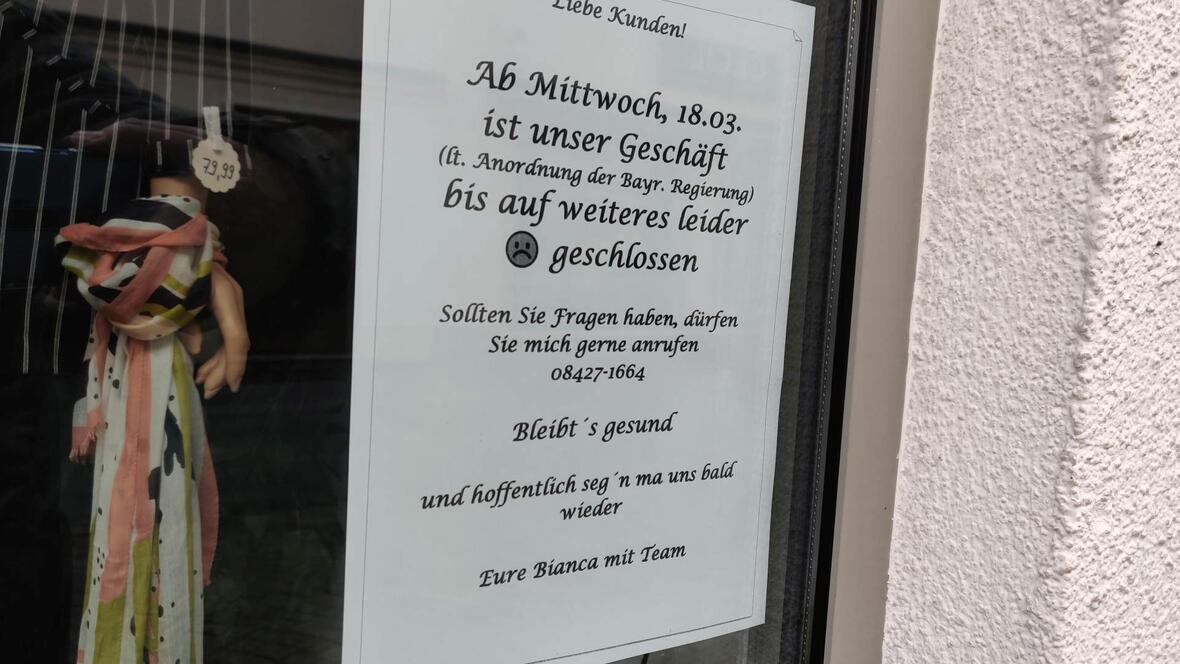 Liebe Kunden!
Ab Mittwoch, 18.03.
ist unser Geschäft
(lt. Anordnung der Bayr. Regierung)
bis auf weiteres leider
geschlossen
Sollten Sie Fragen haben, dürfen
Sie mich gerne anrufen
08427-1664
Bleibt ´s gesund
und hoffentlich seg´n ma uns bald
wieder
Eure Bianca mit Team
79,99